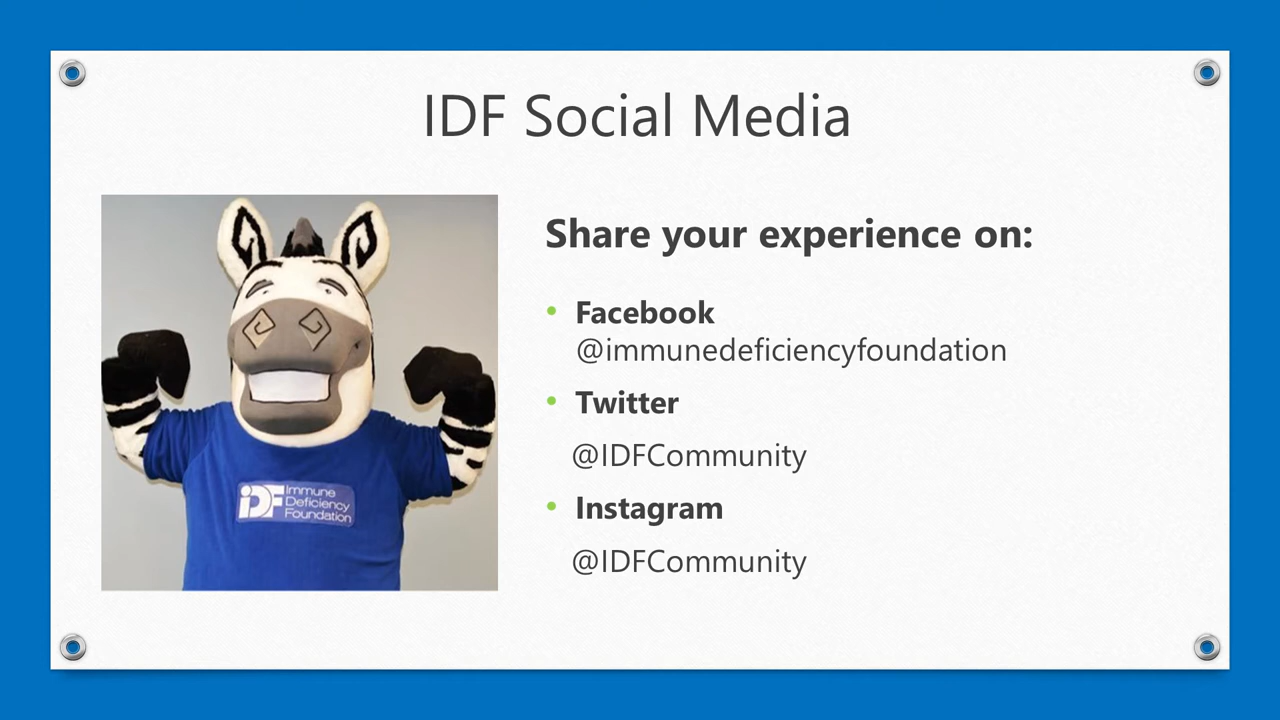 IDF Social Media
Share your experience on:
• Facebook
@immunedeficiencyfoundation
• Twitter
@IDFCommunity
• Instagram
@IDFCommunity
iDF Immune
Deficiency
Foundation